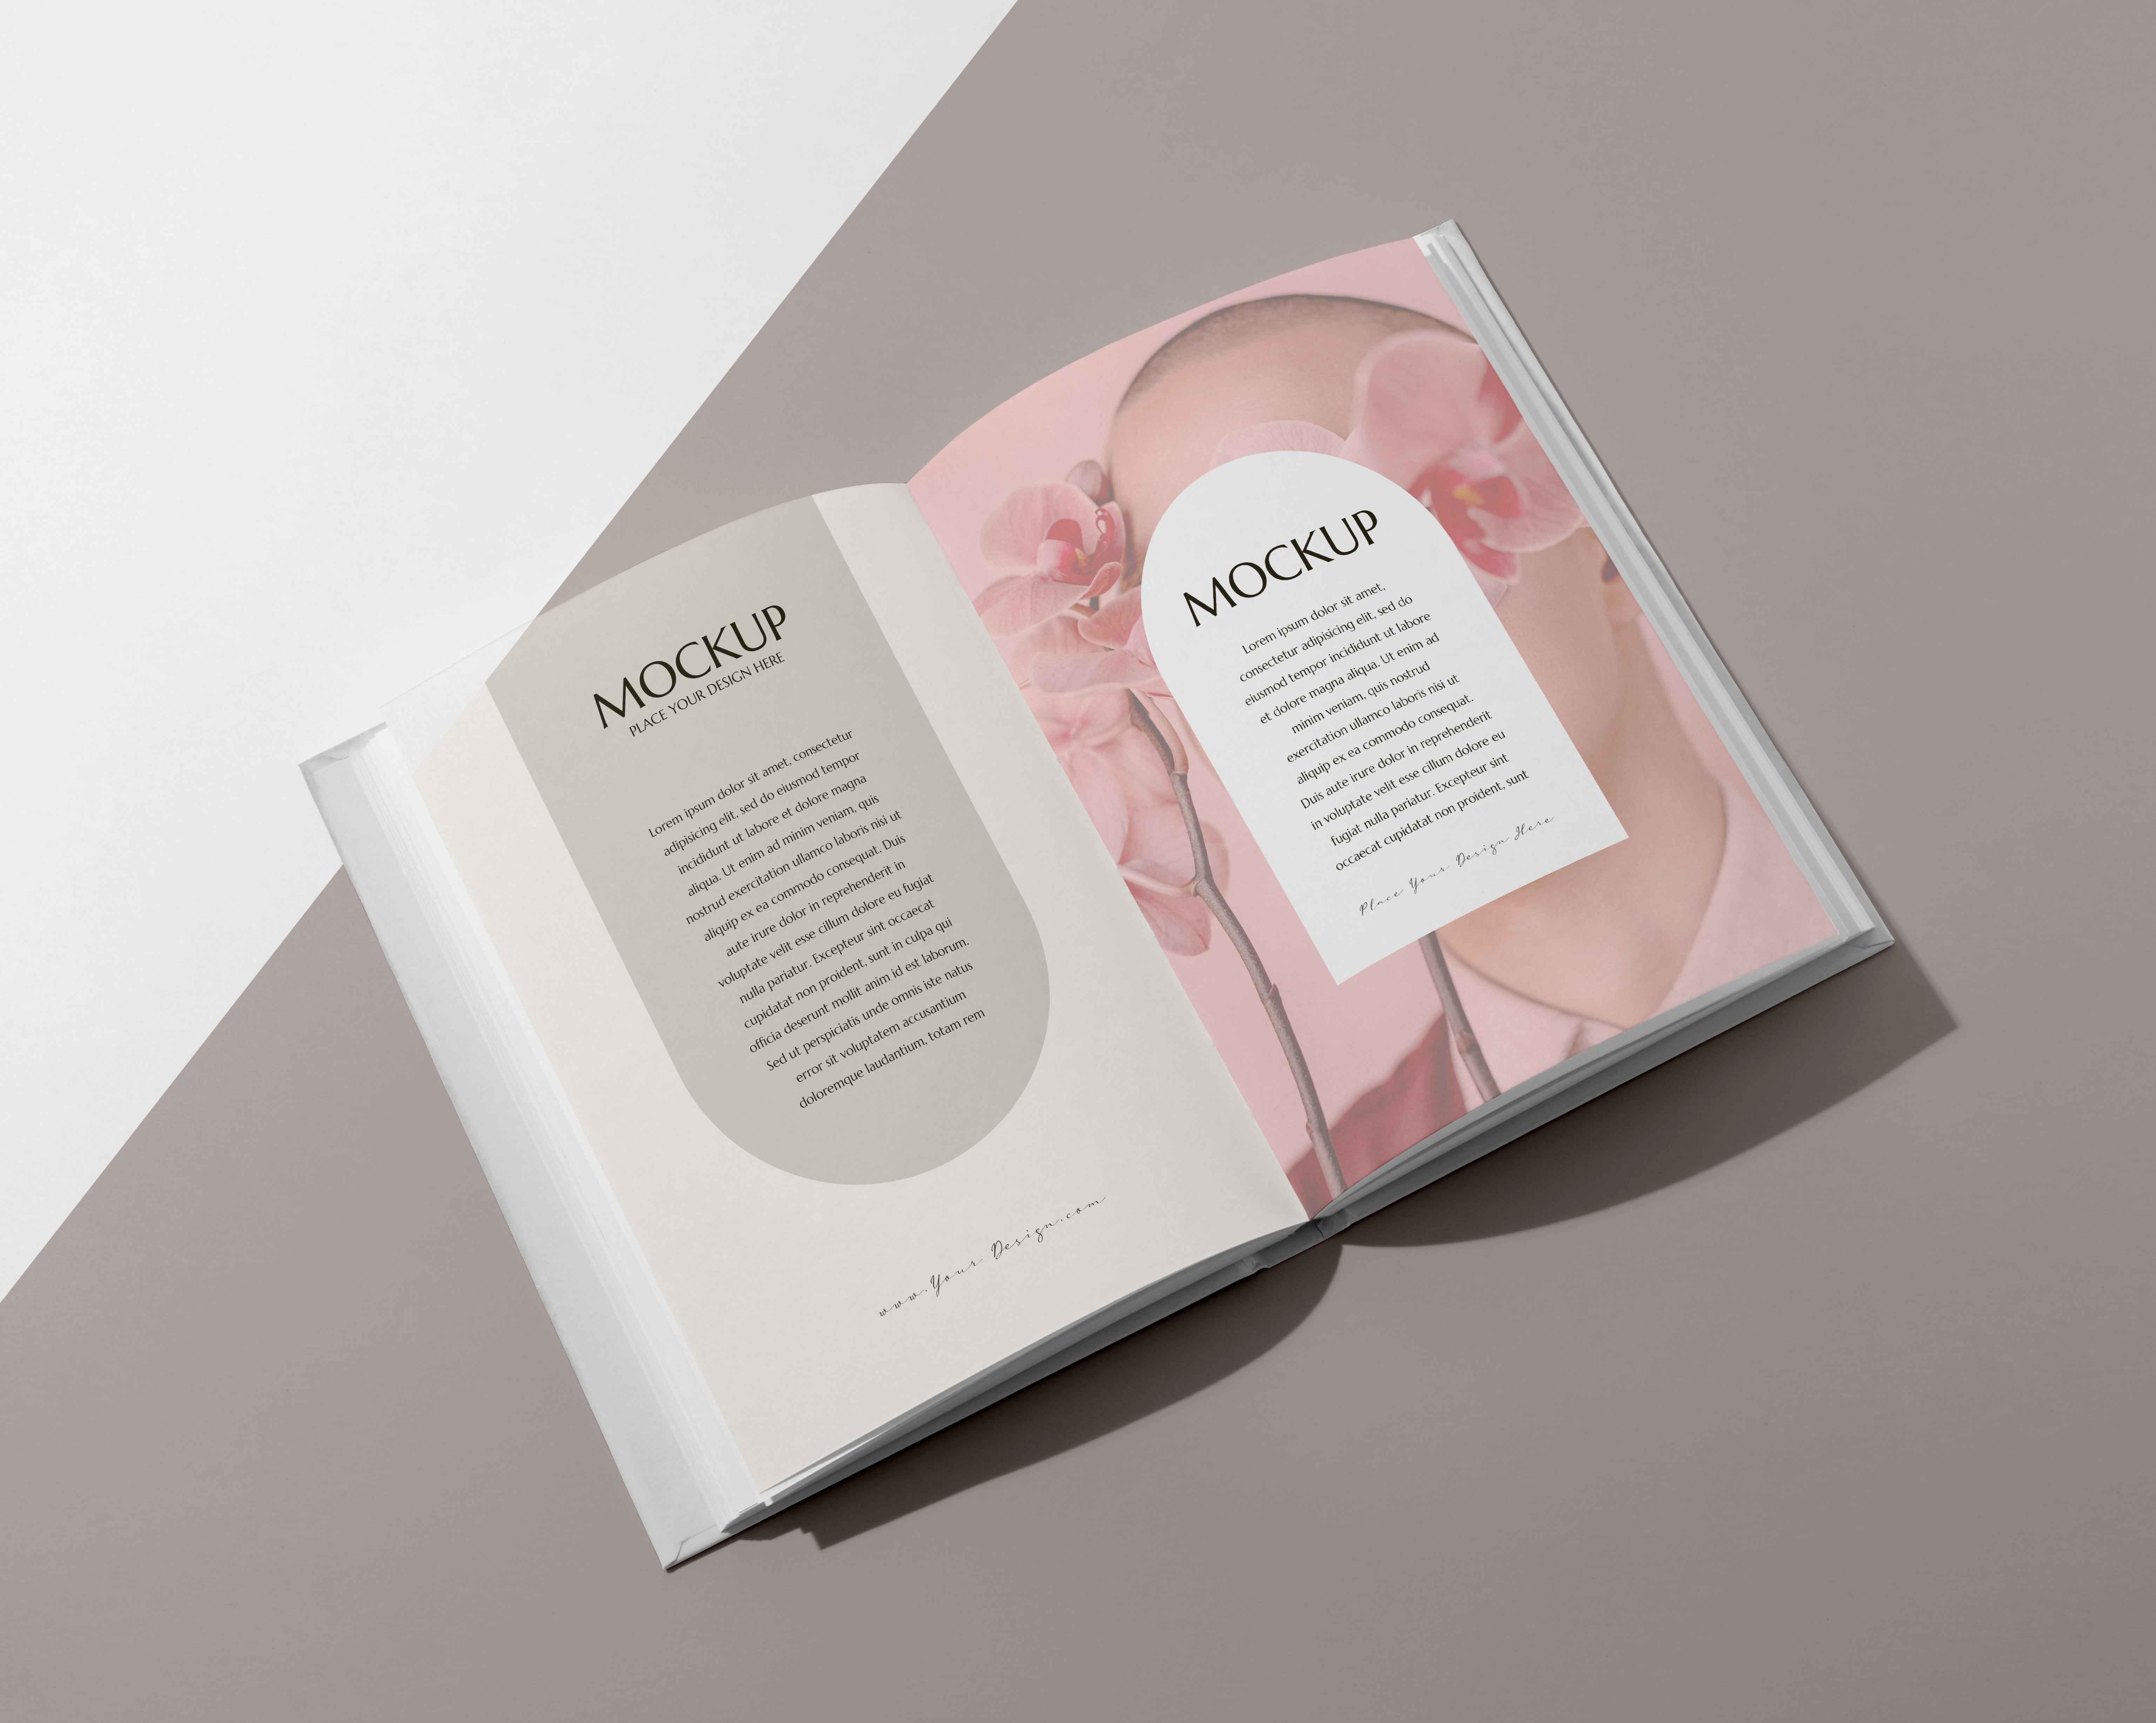 MOCKUP
PLACE YOUR DESIGN HERE
Lorem ipsum dolor sit amet, consectetur
adipisicing elit, sed do eiusmod tempor
incididunt ut labore et dolore magna
aliqua. Ut enim ad minim veniam, quis
nostrud exercitation ullamco laboris nisi ut
aliquip ex ea commodo consequat. Duis
aute irure dolor in reprehenderit in
voluptate velit esse cillum dolore eu fugiat
nulla pariatur. Excepteur sint occaecat
cupidatat non proident, sunt in culpa qui
officia deserunt mollit anim id est laborum.
Sed ut perspiciatis unde omnis iste natus
error sit voluptatem accusantium
doloremque laudantium, totam rem
www.Your Design.com
MOCKUP
Lorem ipsum dolor sit amet,
consectetur adipisicing elit, sed do
eiusmod tempor incididunt ut labore
et dolore magna aliqua. Ut enim ad
minim veniam, quis nostrud
exercitation ullamco laboris nisi ut
aliquip ex ea commodo consequat.
Duis aute irure dolor in reprehenderit
in voluptate velit esse cillum dolore eu
fugiat nulla pariatur. Excepteur sint
occaecat cupidatat non proident, sunt
Place Your Design Here